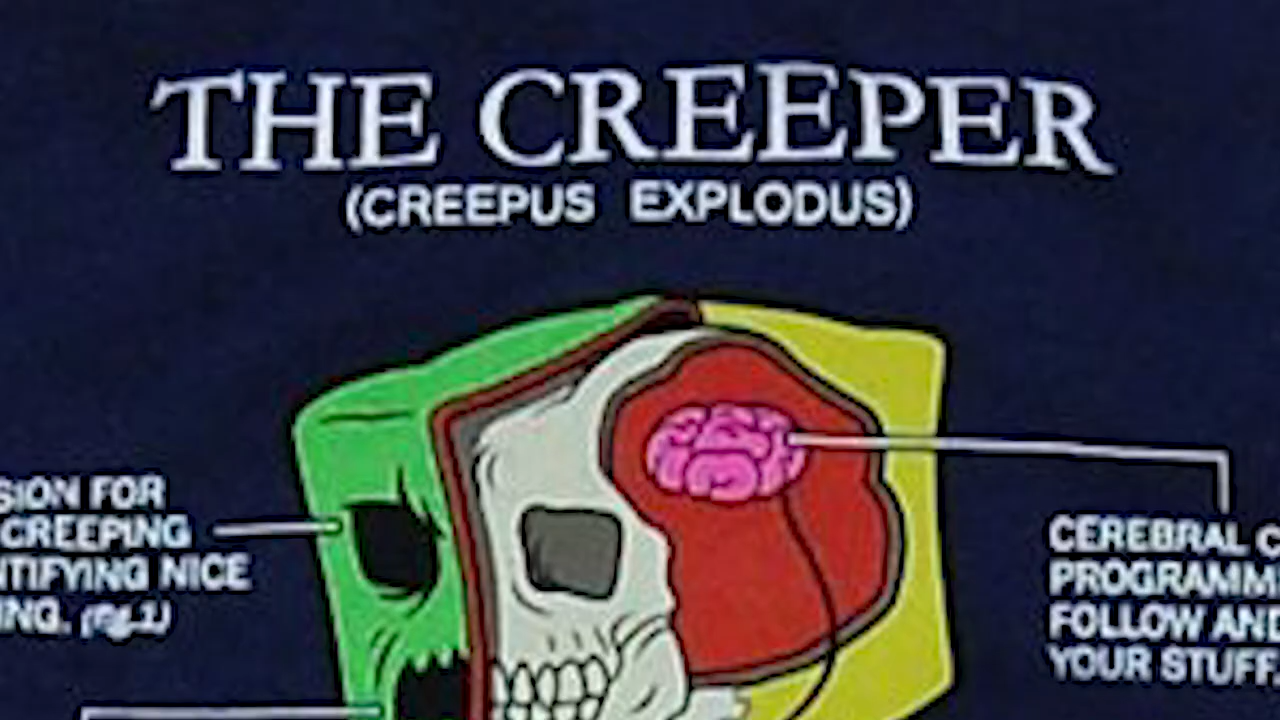 THE CREEPER
(CREEPUS EXPLODUS)
SION FOR
CREEPING
NTIFYING NICE
ING. (fig.1)
CEREBRAL C
PROGRAMM
FOLLOW AND
YOUR STUFF.